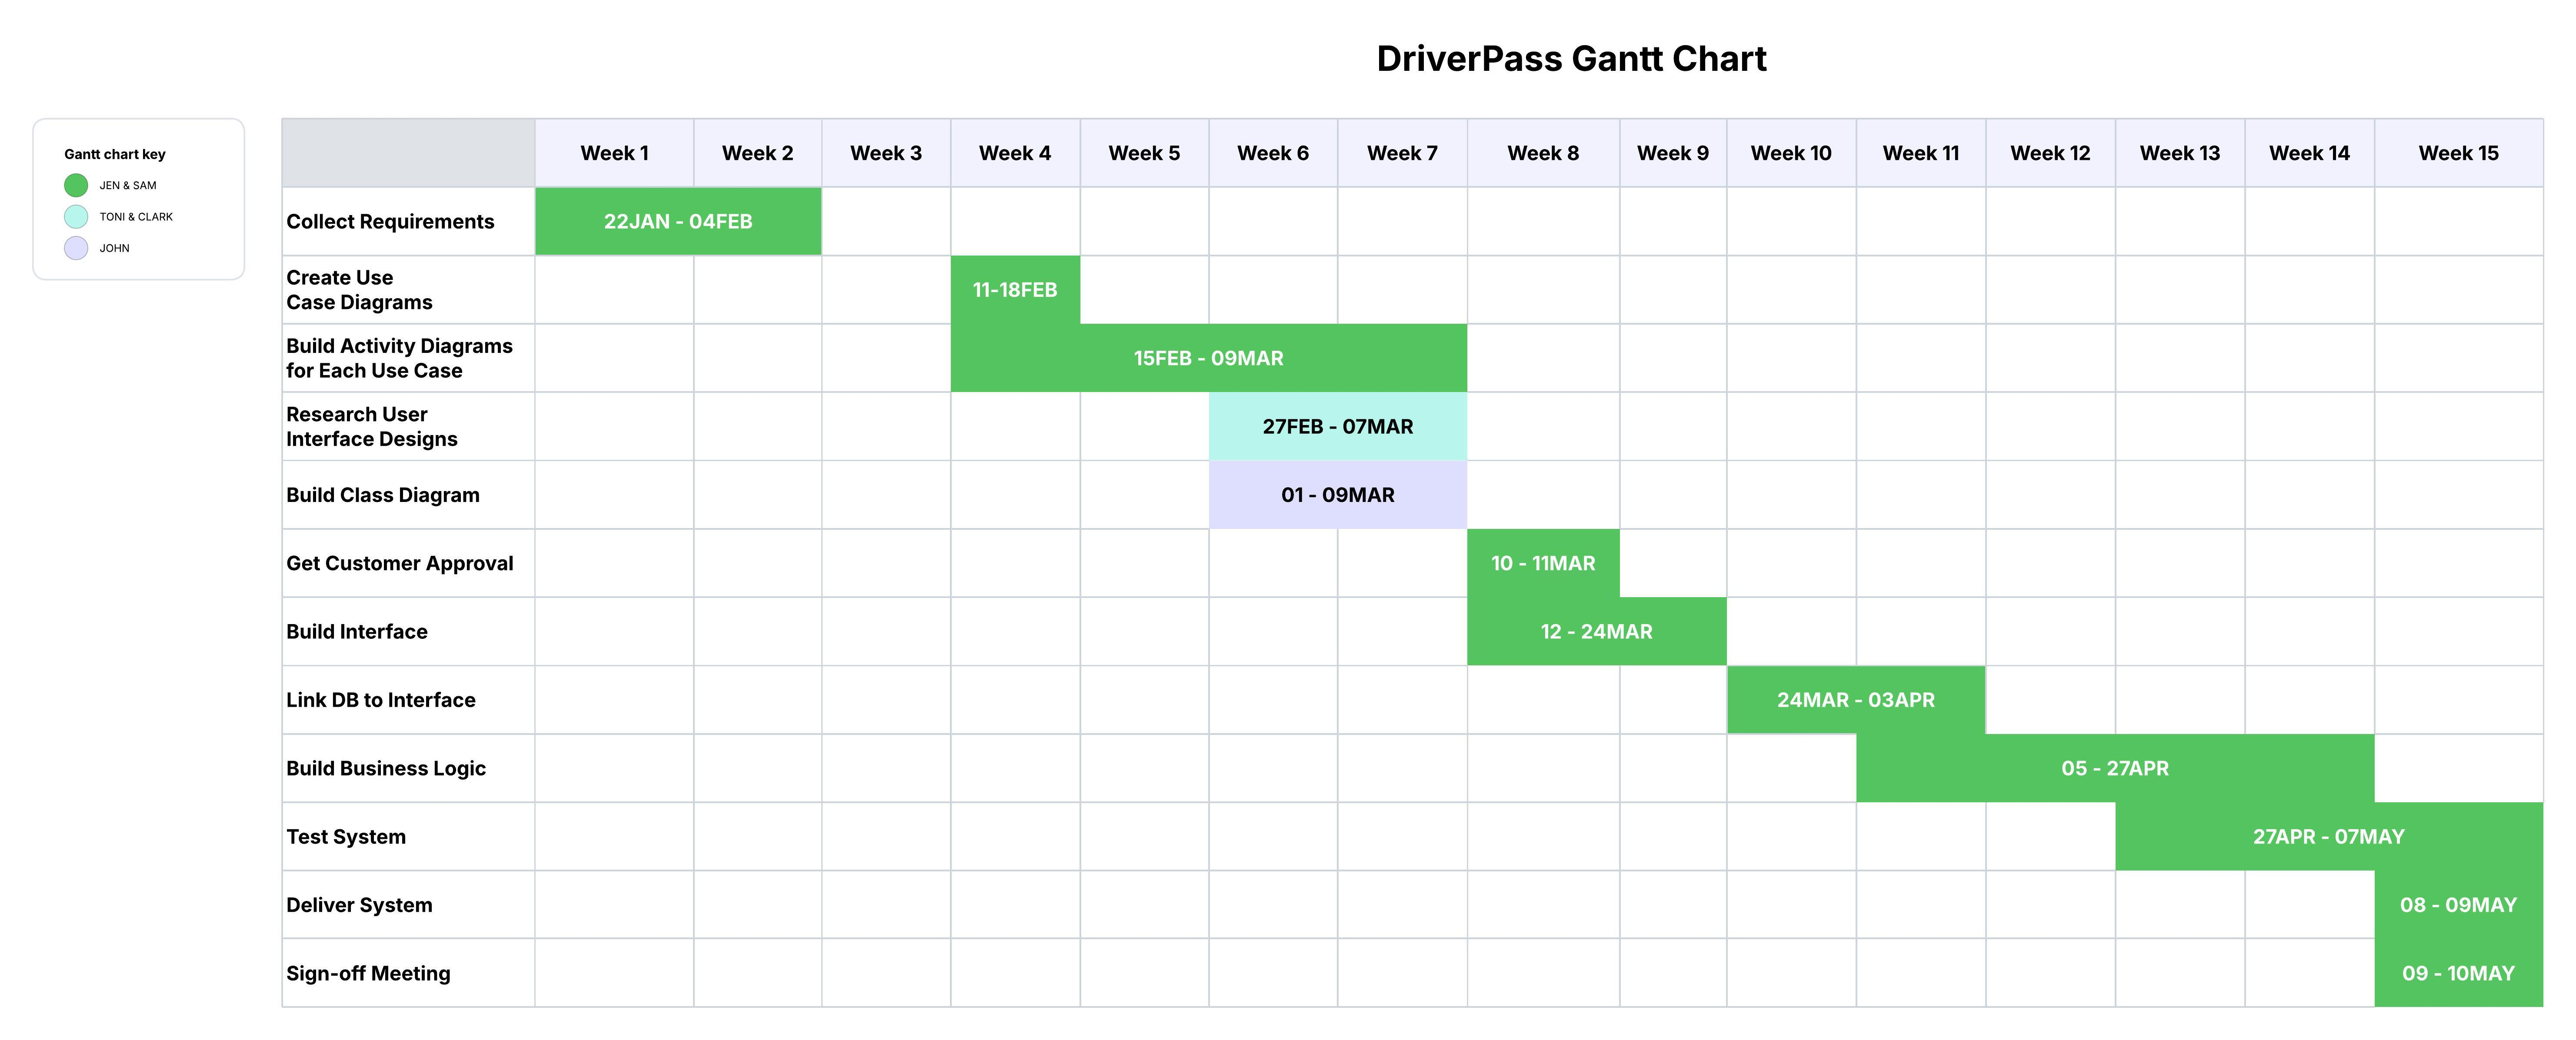 DriverPass Gantt Chart
Gantt chart key
JEN & SAM
TONI & CLARK
JOHN
Week 1 Week 2 Week 3 Week 4 Week 5 Week 6 Week 7 Week 8 Week 9 Week 10 Week 11 Week 12 Week 13 Week 14 Week 15
Collect Requirements 22JAN - 04FEB
Create Use
Case Diagrams
11-18FEB
Build Activity Diagrams
for Each Use Case
15FEB - 09MAR
Research User
Interface Designs
27FEB - 07MAR
Build Class Diagram 01 - 09MAR
Get Customer Approval 10 - 11MAR
Build Interface 12 - 24MAR
Link DB to Interface 24MAR - 03APR
Build Business Logic 05 - 27APR
Test System 27APR - 07MAY
Deliver System 08 - 09MAY
Sign-off Meeting 09 - 10MAY